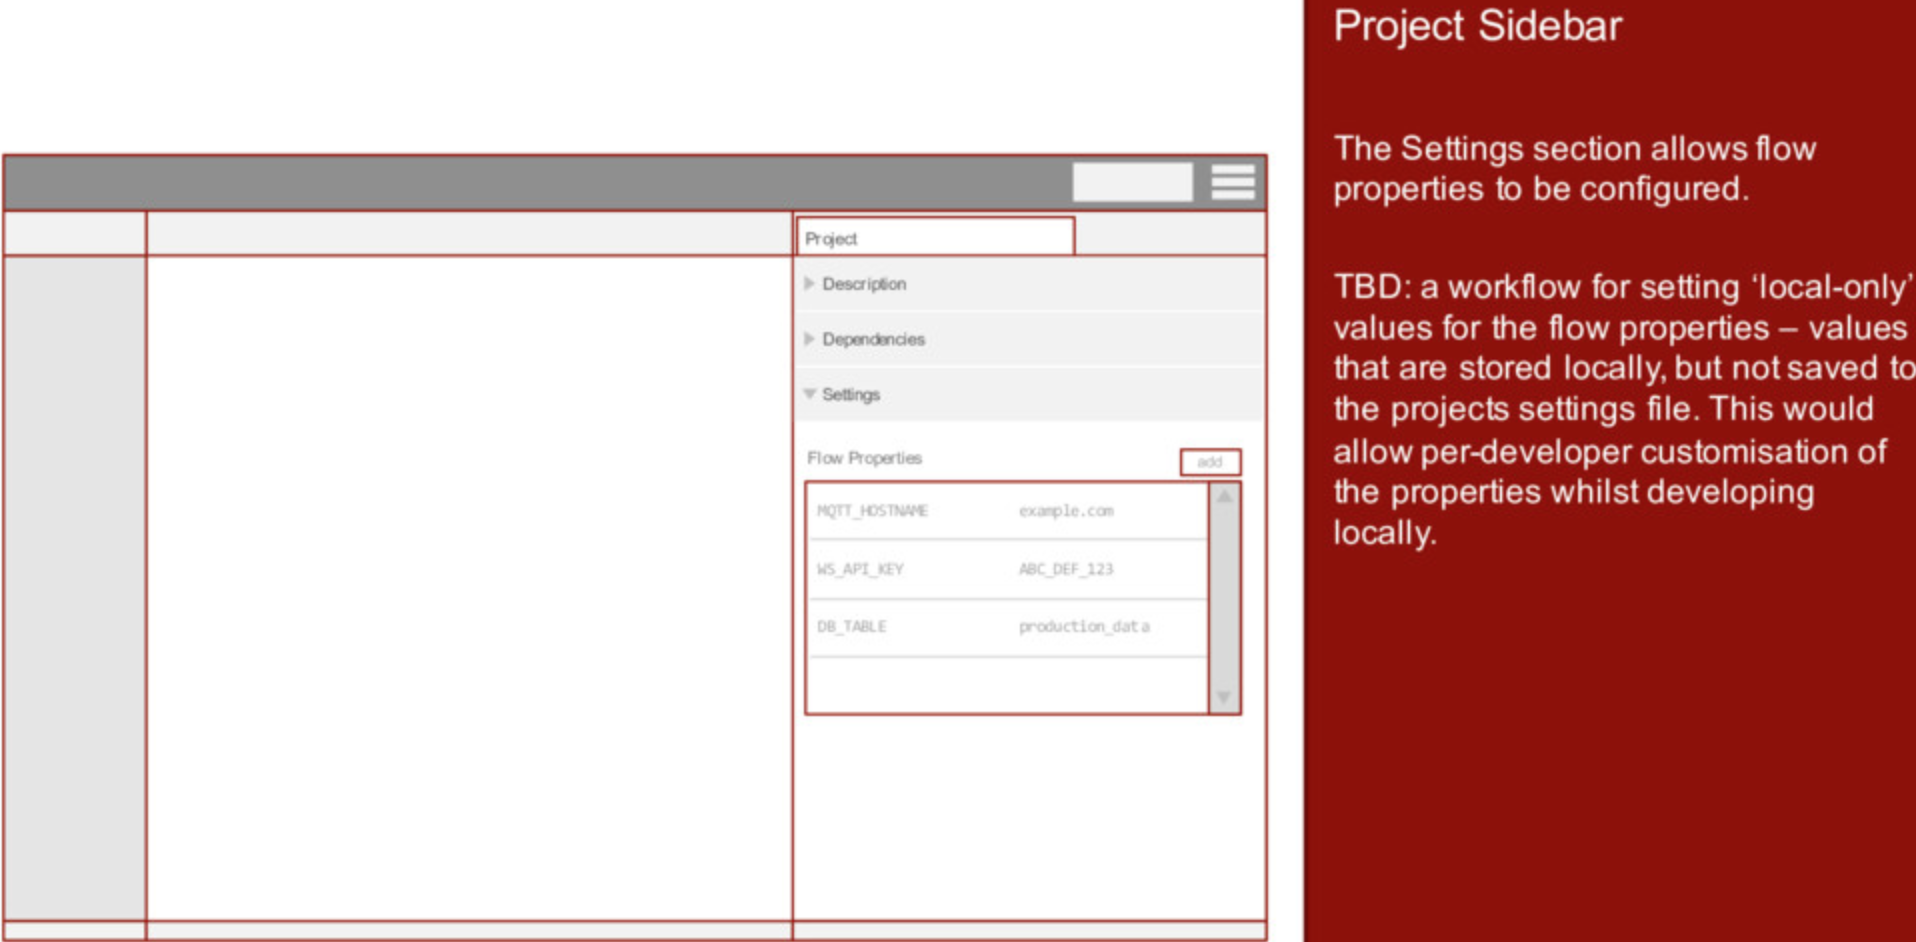 Project Sidebar
The Settings section allows flow
properties to be configured.
TBD: a workflow for setting ‘local-only’
values for the flow properties – values
that are stored locally, but not saved to
the projects settings file. This would
allow per-developer customisation of
the properties whilst developing
locally.
Project
Description
Dependencies
Settings
Flow Properties add
MQTT_HOSTNAME example.com
WS_API_KEY ABC_DEF_123
DB_TABLE production_data